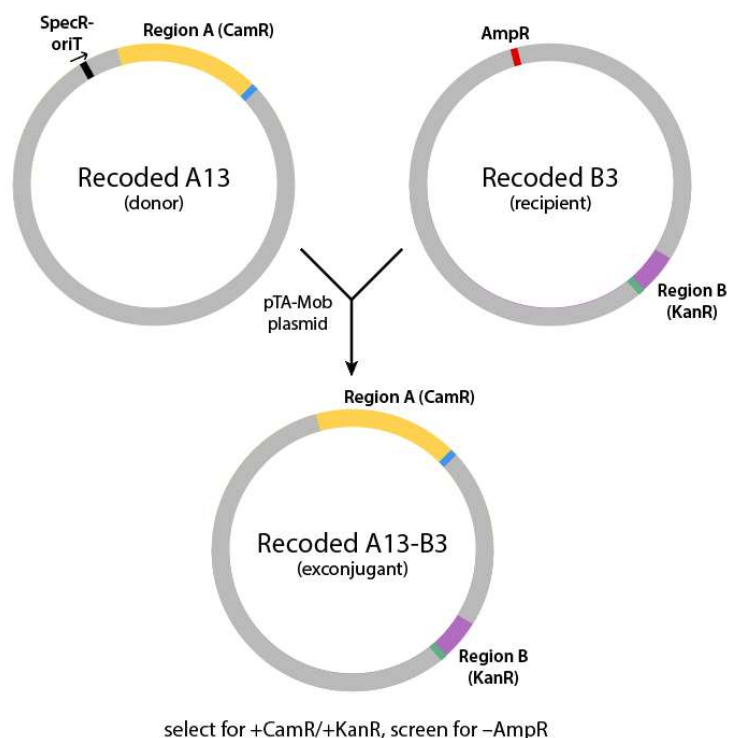 SpecR-
oriT
Region A (CamR)
Recoded A13
(donor)
AmpR
Recoded B3
(recipient)
Region B
(KanR)
pTA-Mob
plasmid
Region A (CamR)
Recoded A13-B3
(exconjugant)
Region B
(KanR)
select for +CamR/+KanR, screen for –AmpR